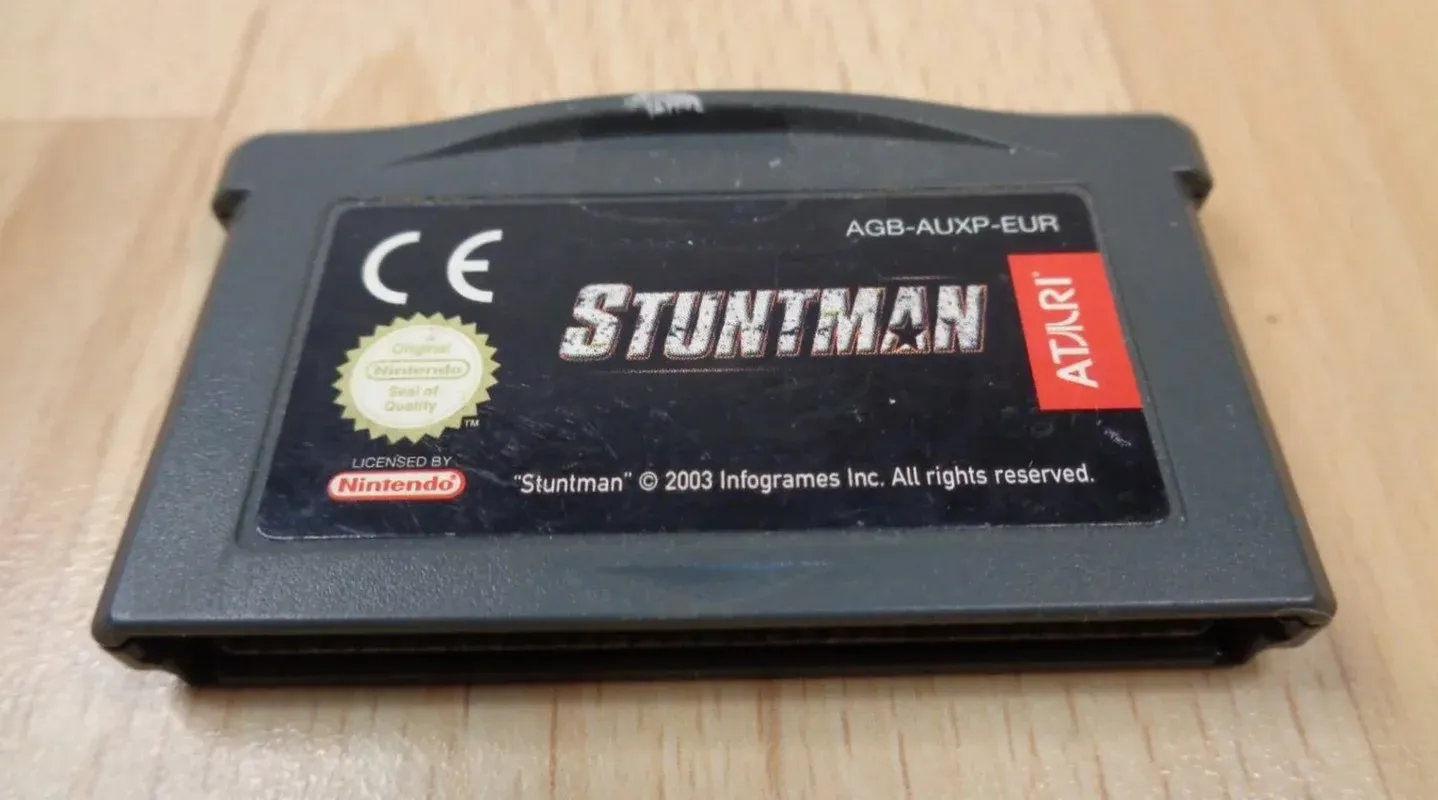 AGB-AUXP-EUR
CE
STUNTMAN
ATARI
Original
Nintendo
Seal of
Quality
TM
LICENSED BY
Nintendo®
"Stuntman" © 2003 Infogrames Inc. All rights reserved.